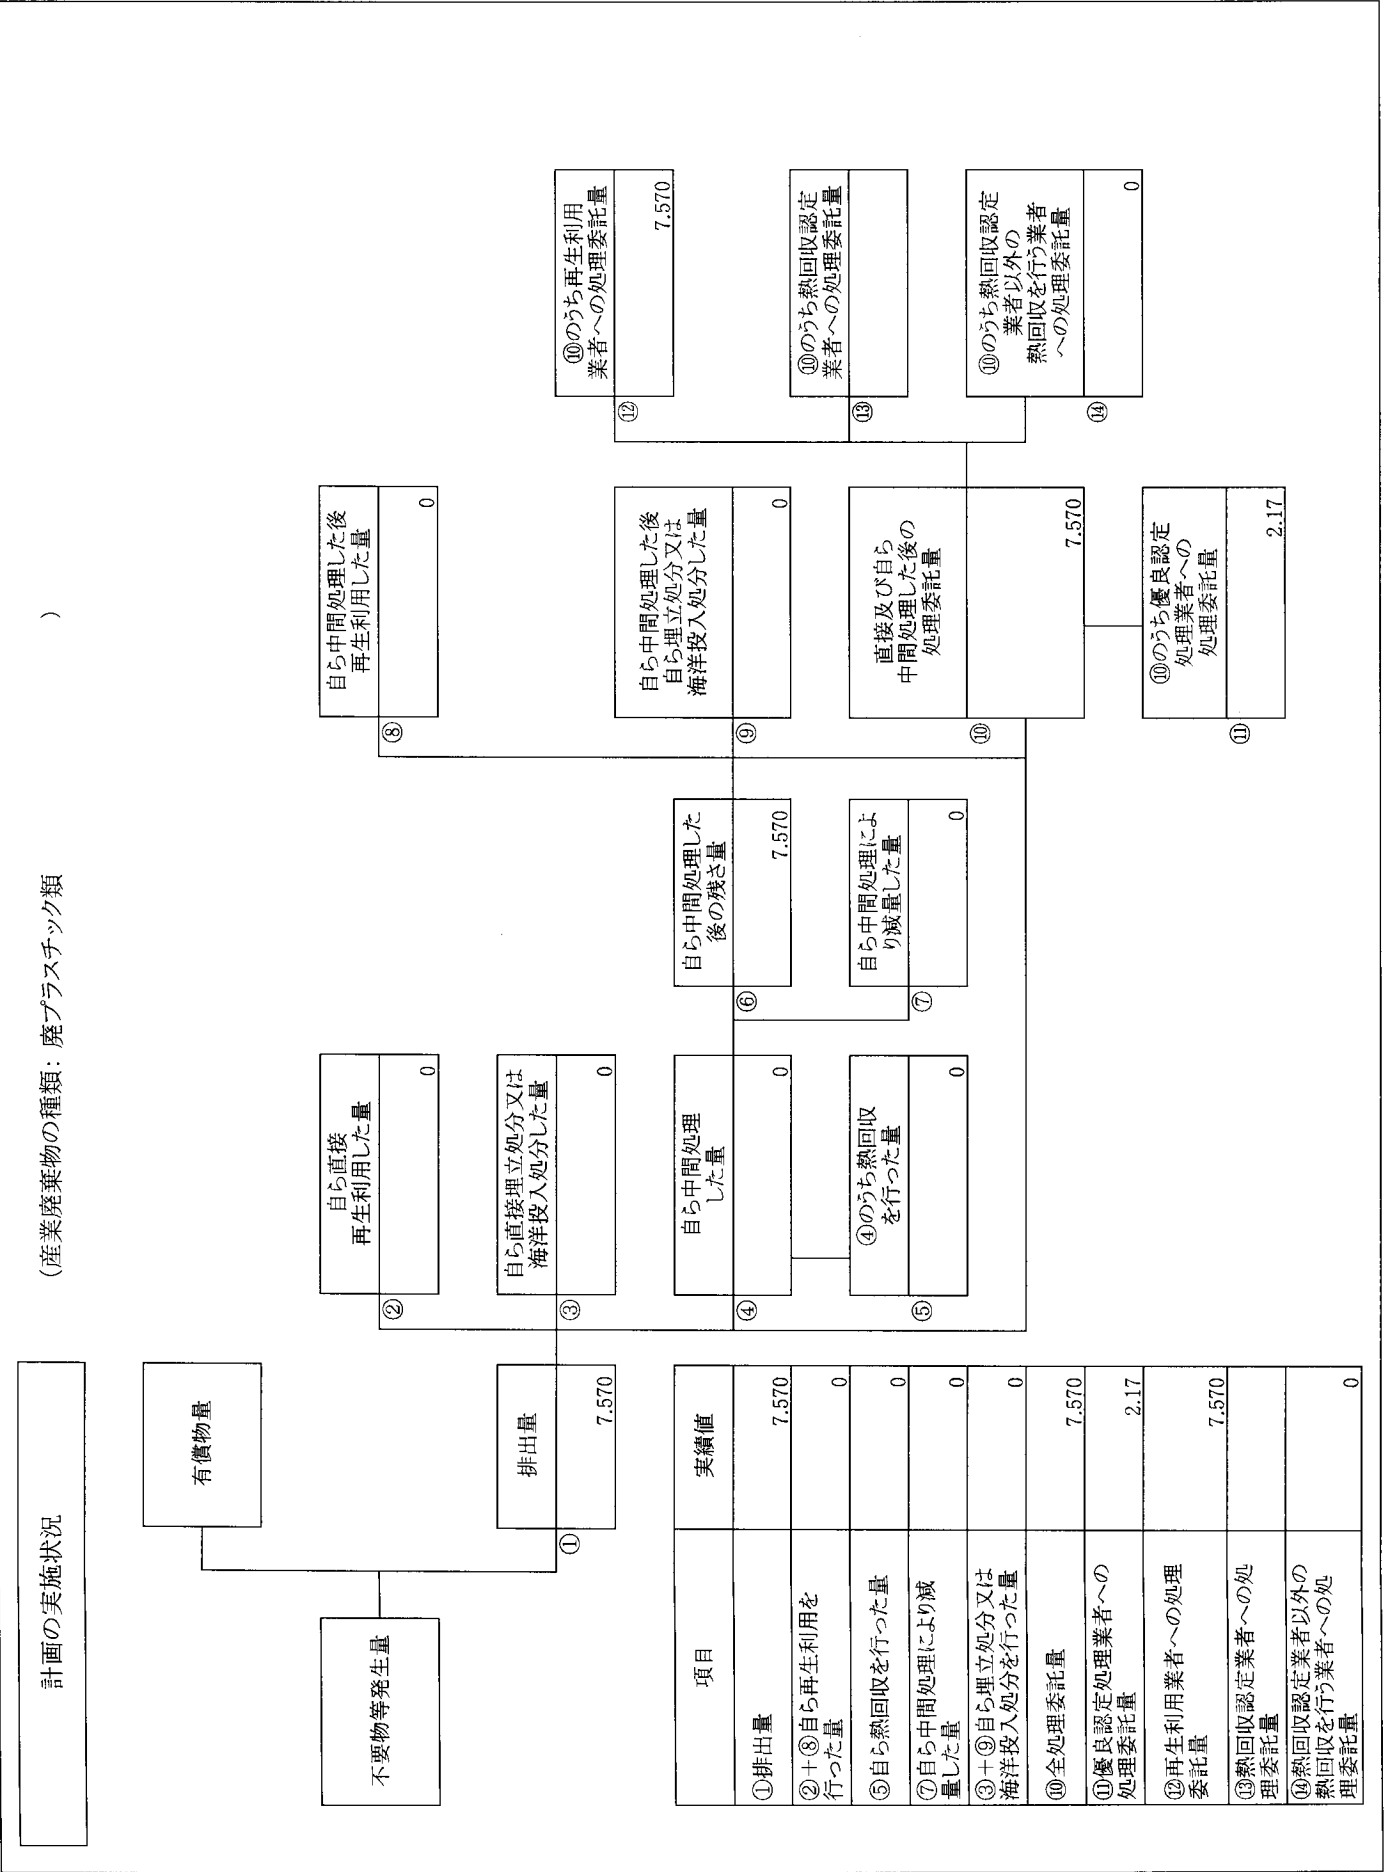 計画の実施状況
(産業廃棄物の種類：廃プラスチック類
)
不要物等発生量
有償物量
排出量
①
7.570
自ら直接
再生利用した量
②
0
自ら直接埋立処分又は
海洋投入処分した量
③
0
自ら中間処理
した量
④
0
④のうち熱回収
を行った量
⑤
0
自ら中間処理した
後の残さ量
⑥
7.570
自ら中間処理によ
り減量した量
⑦
0
自ら中間処理した後
再生利用した量
⑧
0
自ら中間処理した後
自ら埋立処分又は
海洋投入処分した量
⑨
0
直接及び自ら
中間処理した後の
処理委託量
⑩
7.570
⑩のうち優良認定
処理業者への
処理委託量
⑪
2.17
⑩のうち再生利用
業者への処理委託量
⑫
7.570
⑩のうち熱回収認定
業者への処理委託量
⑬
⑩のうち熱回収認定
業者以外の
熱回収を行う業者
への処理委託量
⑭
0
項目
実績値
①排出量
7.570
②+⑧自ら再生利用を
行った量
0
⑤自ら熱回収を行った量
0
⑦自ら中間処理により減
量した量
0
③+⑨自ら埋立処分又は
海洋投入処分を行った量
0
⑩全処理委託量
7.570
⑪優良認定処理業者への
処理委託量
2.17
⑫再生利用業者への処理
委託量
7.570
⑬熱回収認定業者への処
理委託量
⑭熱回収認定業者以外の
熱回収を行う業者への処
理委託量
0